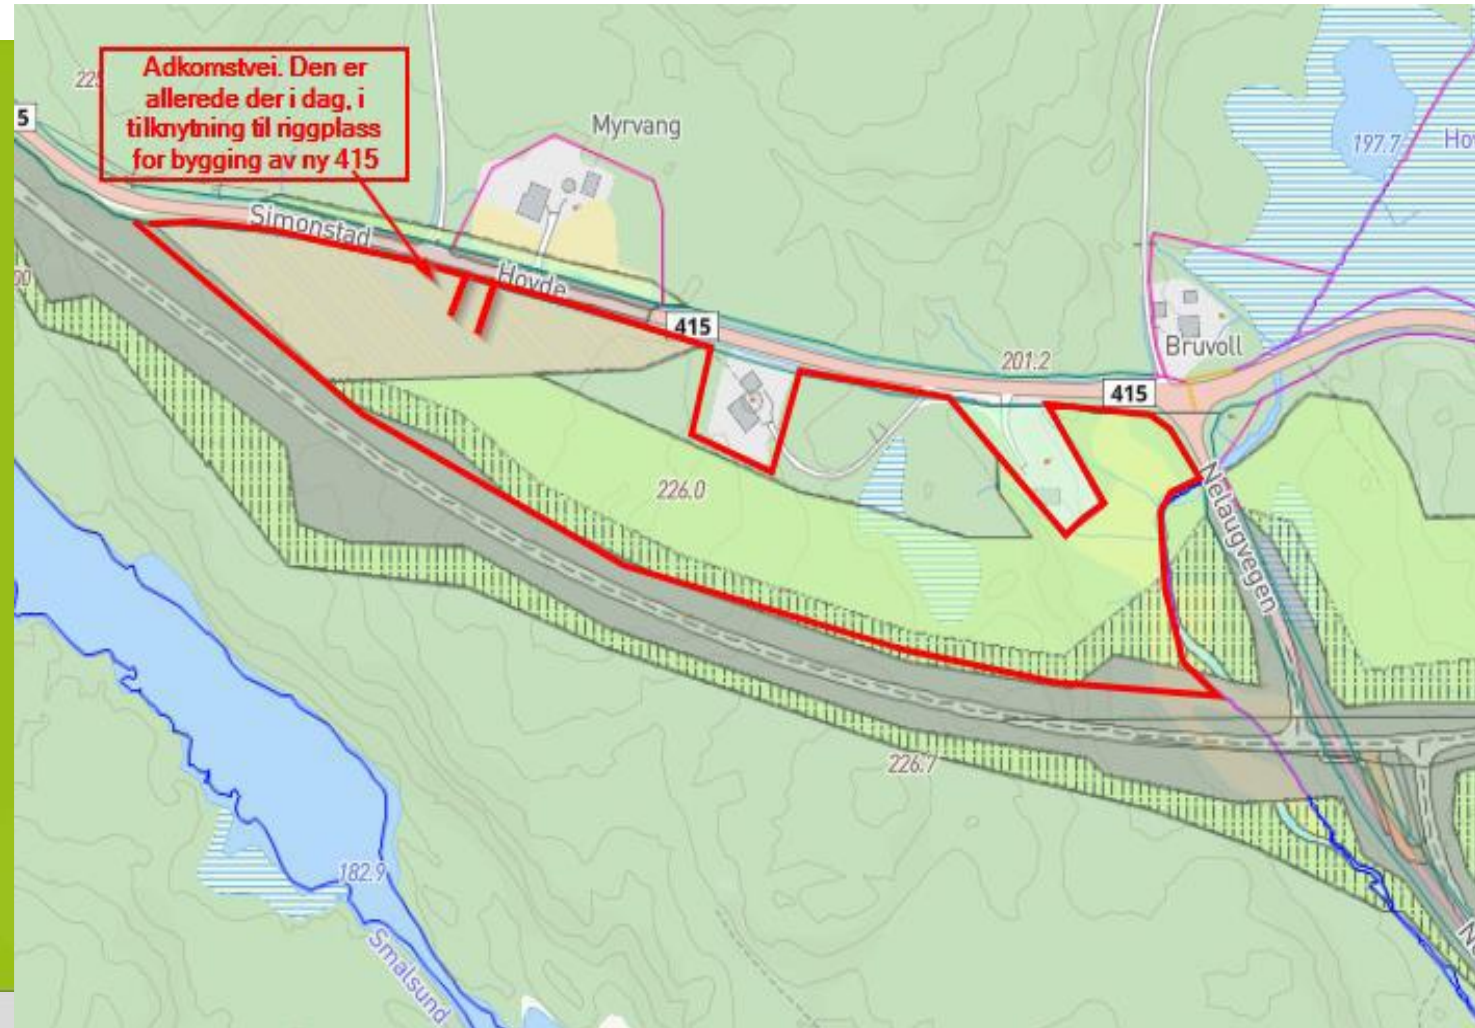 Adkomstvei. Den er
allerede der i dag, i
tilknytning til riggplass
for bygging av ny 415
5
Myrvang
197.7
Simonstad
Hovde
415
Bruvoll
201.2
415
226.0
Nelaugvegen
226.7
182.9
Smalsund